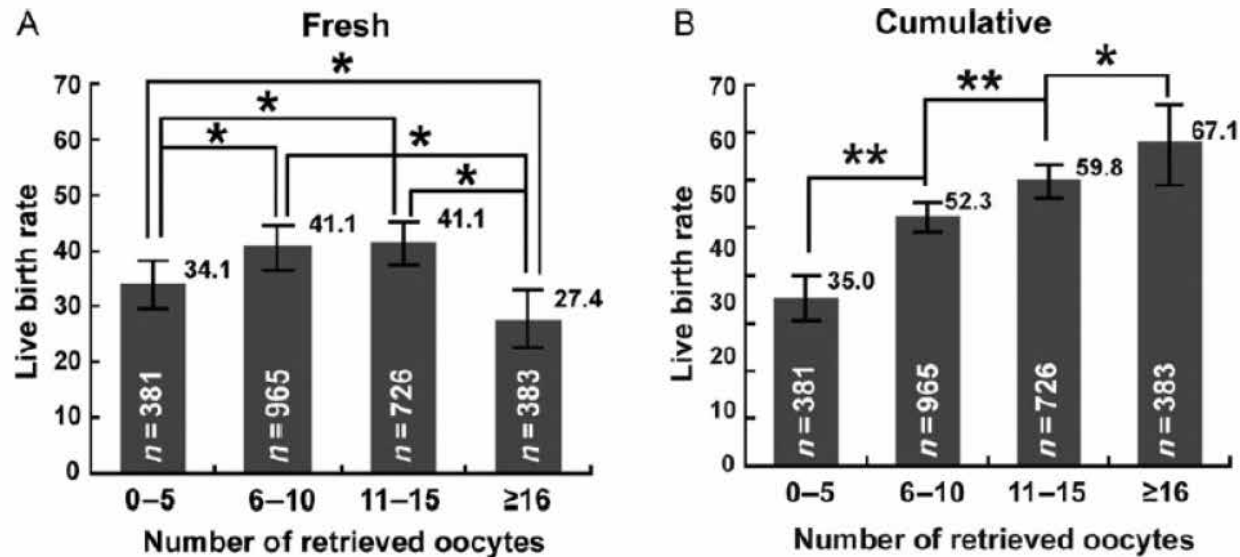 A
Fresh
70
60
50
40
30
20
10
0
Live birth rate
*
*
*
*
*
34.1
41.1
41.1
27.4
n=381
n=965
n=726
n=383
0–5
6–10
11–15
≥16
Number of retrieved oocytes
B
Cumulative
70
60
50
40
30
20
10
0
Live birth rate
**
**
*
35.0
52.3
59.8
67.1
n=381
n=965
n=726
n=383
0–5
6–10
11–15
≥16
Number of retrieved oocytes